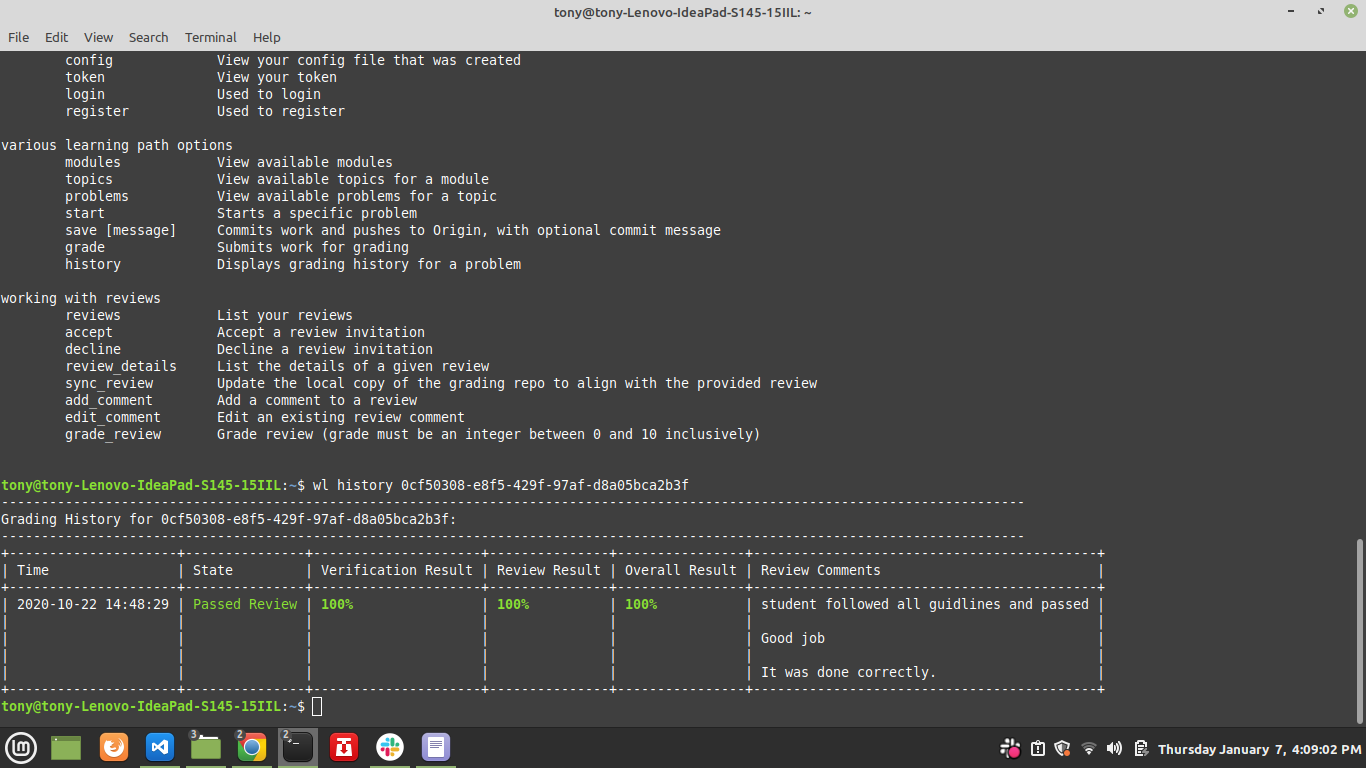 tony@tony-Lenovo-IdeaPad-S145-15IIL: ~
File Edit View Search Terminal Help
config View your config file that was created
token View your token
login Used to login
register Used to register
various learning path options
modules View available modules
topics View available topics for a module
problems View available problems for a topic
start Starts a specific problem
save [message] Commits work and pushes to Origin, with optional commit message
grade Submits work for grading
history Displays grading history for a problem
working with reviews
reviews List your reviews
accept Accept a review invitation
decline Decline a review invitation
review_details List the details of a given review
sync_review Update the local copy of the grading repo to align with the provided review
add_comment Add a comment to a review
edit_comment Edit an existing review comment
grade_review Grade review (grade must be an integer between 0 and 10 inclusively)
tony@tony-Lenovo-IdeaPad-S145-15IIL:~$ wl history 0cf50308-e8f5-429f-97af-d8a05bca2b3f
Grading History for 0cf50308-e8f5-429f-97af-d8a05bca2b3f:
| Time | State | Verification Result | Review Result | Overall Result | Review Comments |
| 2020-10-22 14:48:29 | Passed Review | 100% | 100% | 100% | student followed all guidlines and passed |
Good job
It was done correctly.
tony@tony-Lenovo-IdeaPad-S145-15IIL:~$
3 2 2
Thursday January 7, 4:09:02 PM